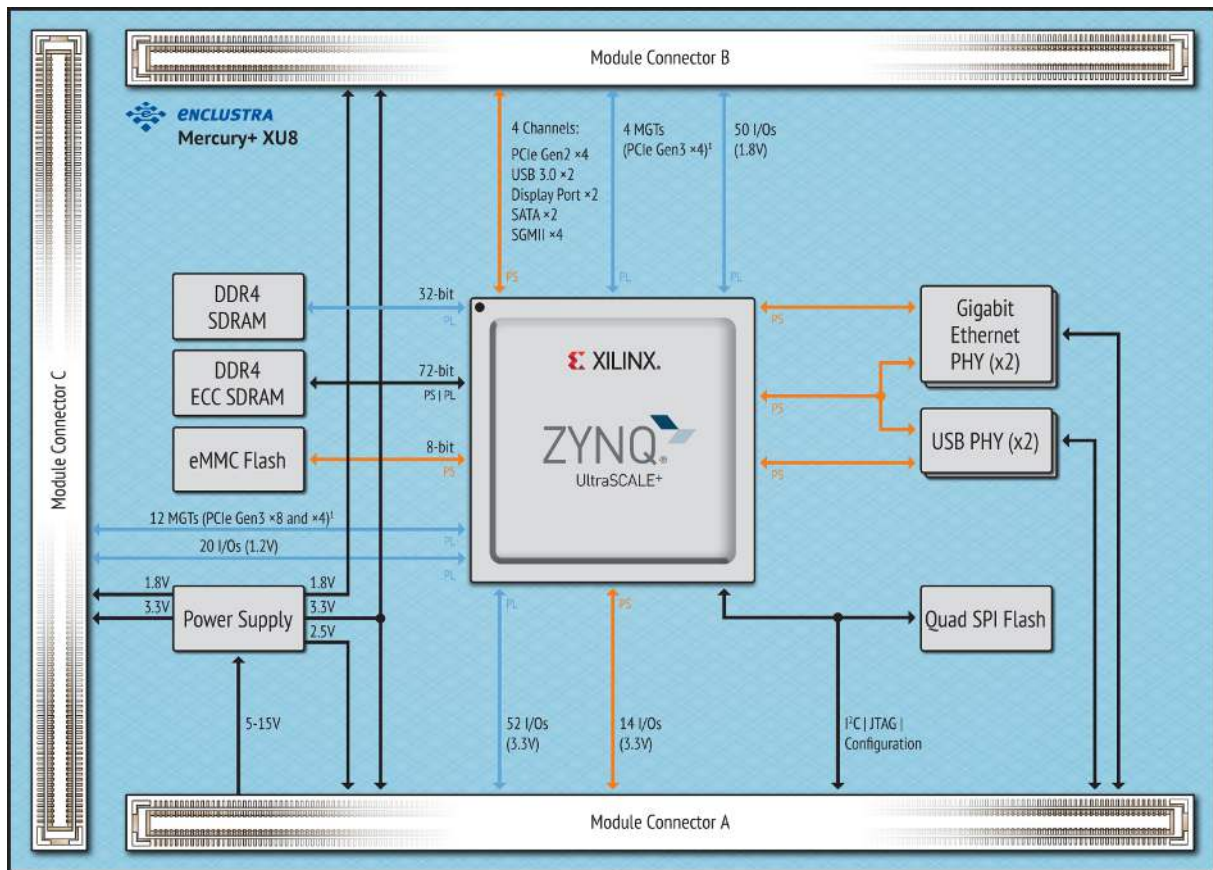 Module Connector B
ENCLUSTRA
Mercury+ XU8
4 Channels:
PCIe Gen2 ×4
USB 3.0 ×2
Display Port ×2
SATA ×2
SGMII ×4
PS
4 MGTs
(PCIe Gen3 ×4)¹
PL
50 I/Os
(1.8V)
PL
Module Connector C
DDR4
SDRAM
32-bit
PL
DDR4
ECC SDRAM
72-bit
PS | PL
eMMC Flash
8-bit
PS
XILINX.
ZYNQ®
UltraSCALE+
PS
PS
PS
Gigabit
Ethernet
PHY (x2)
USB PHY (x2)
12 MGTs (PCIe Gen3 ×8 and ×4)¹
PL
20 I/Os (1.2V)
PL
1.8V
3.3V
Power Supply
1.8V
3.3V
2.5V
5-15V
PL
52 I/Os
(3.3V)
PS
14 I/Os
(3.3V)
Quad SPI Flash
I²C | JTAG |
Configuration
Module Connector A